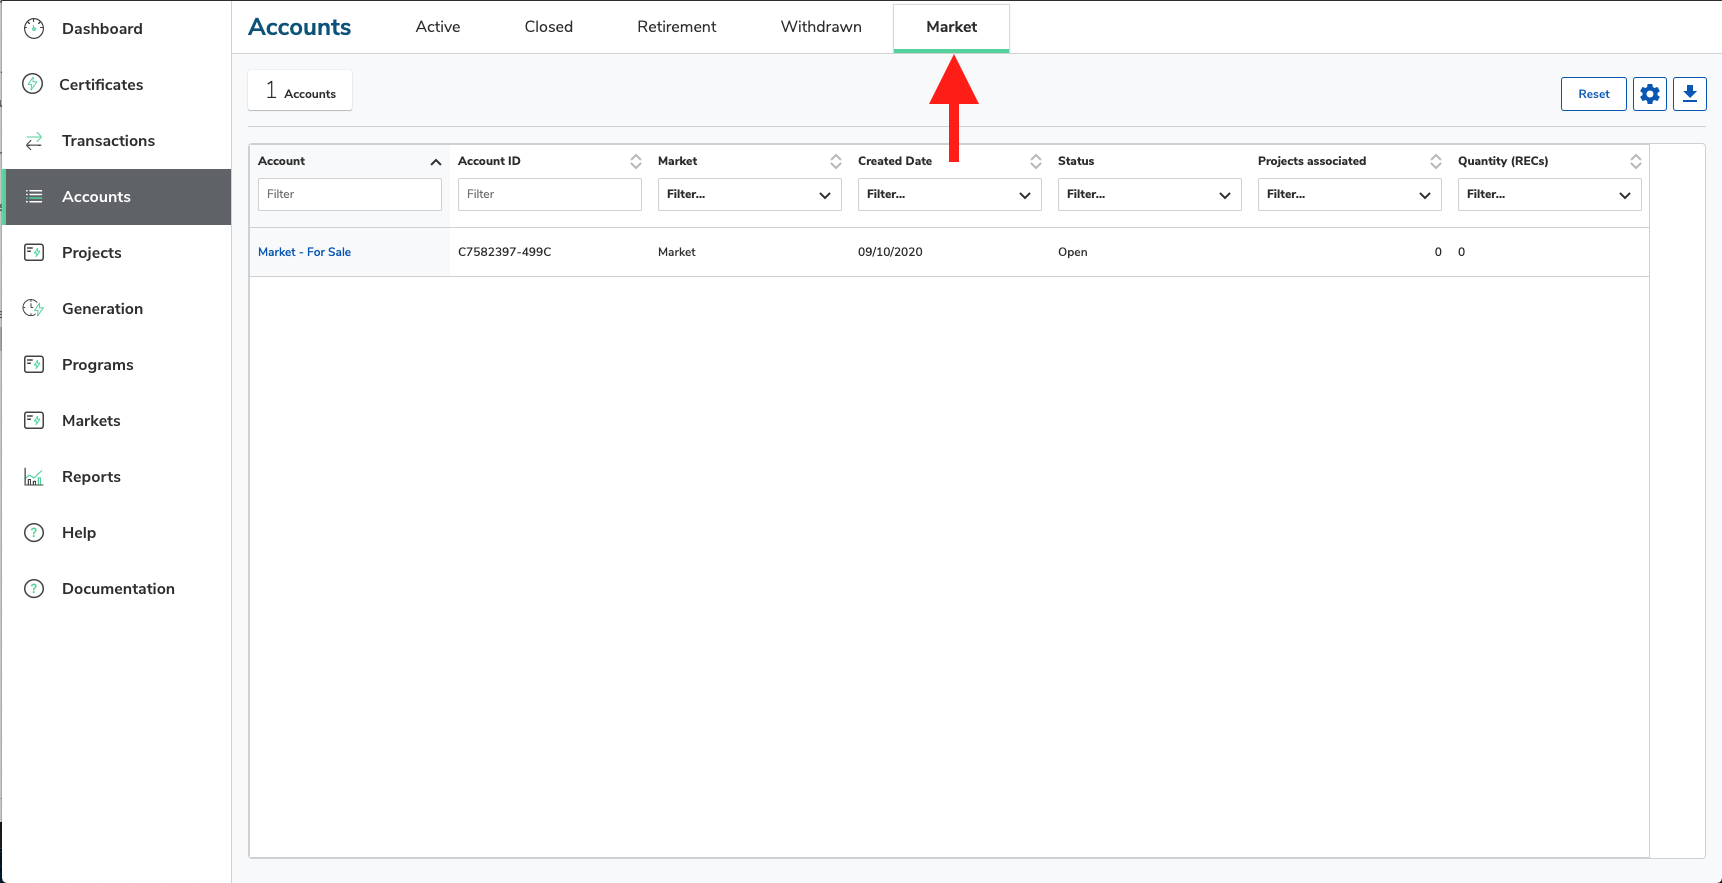 Dashboard
Certificates
Transactions
Accounts
Projects
Generation
Programs
Markets
Reports
Help
Documentation
Accounts Active Closed Retirement Withdrawn Market
1 Accounts
Reset
Account Account ID Market Created Date Status Projects associated Quantity (RECs)
Filter Filter Filter... Filter... Filter... Filter... Filter...
Market - For Sale C7582397-499C Market 09/10/2020 Open 0 0